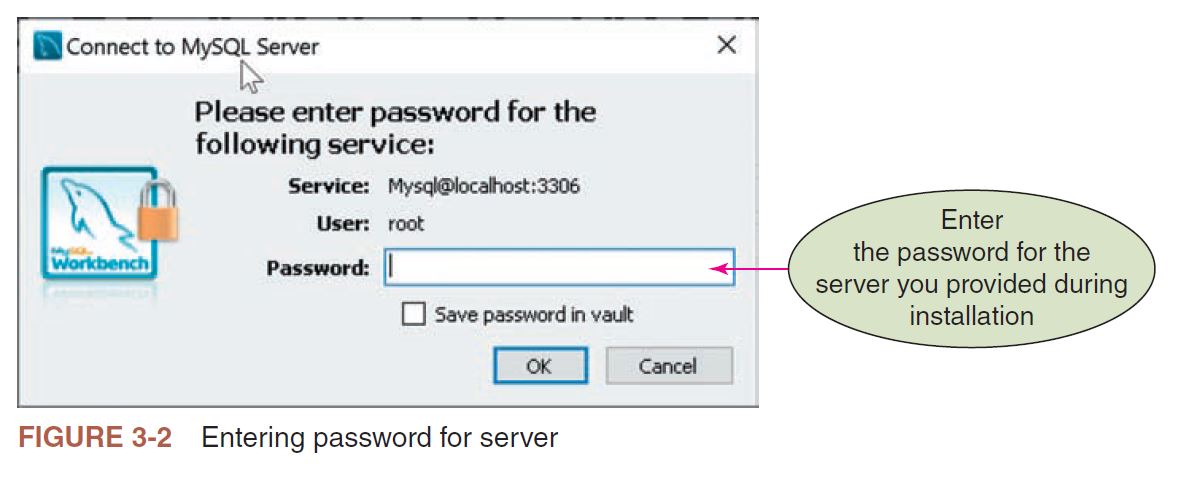 Connect to MySQL Server
Please enter password for the
following service:
Service: Mysql@localhost:3306
User: root
Password:
Save password in vault
OK Cancel
MySQL
Workbench
Enter
the password for the
server you provided during
installation
FIGURE 3-2 Entering password for server